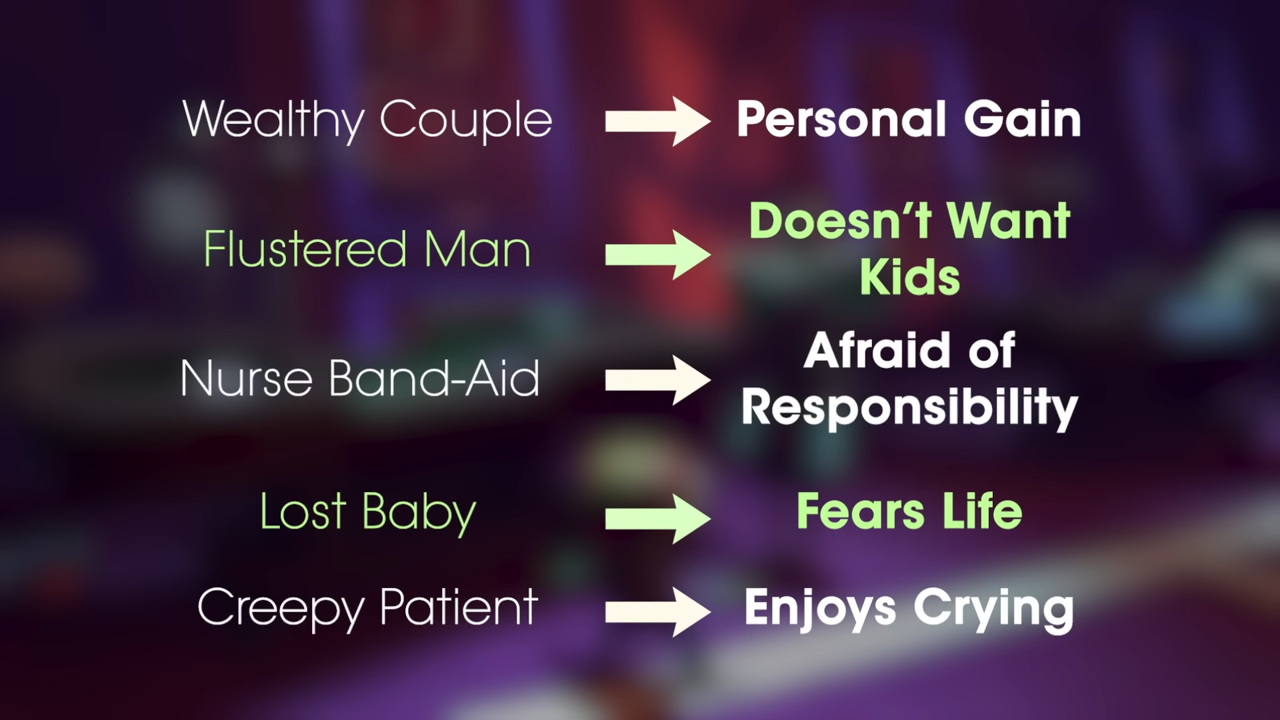 Wealthy Couple → Personal Gain
Flustered Man → Doesn't Want
Kids
Nurse Band-Aid → Afraid of
Responsibility
Lost Baby → Fears Life
Creepy Patient → Enjoys Crying